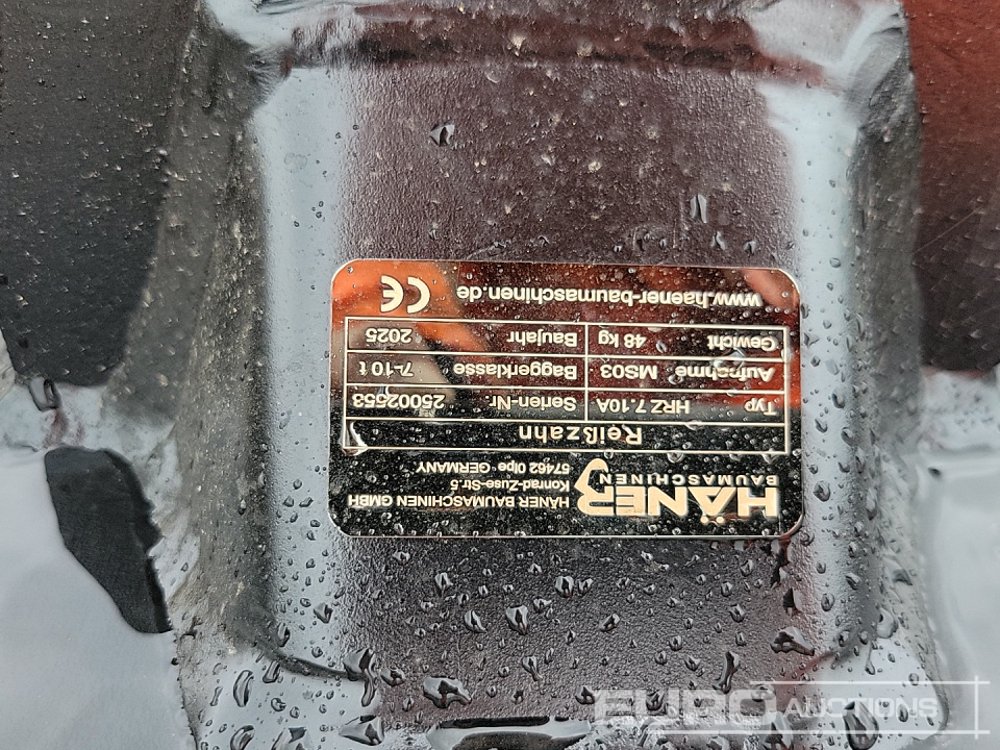 HÄNER
BAUMASCHINEN
HÄNER BAUMASCHINEN GMBH
Konrad-Zuse-Str.5
57462 Olpe GERMANY
Reißzahn
Typ HRZ 7.10A Serien-Nr. 25002553
Aufnahme MS03 Baggerklasse 7-10 t
Gewicht 48 kg Baujahr 2025
www.haener-baumaschinen.de CE
EURO AUCTIONS